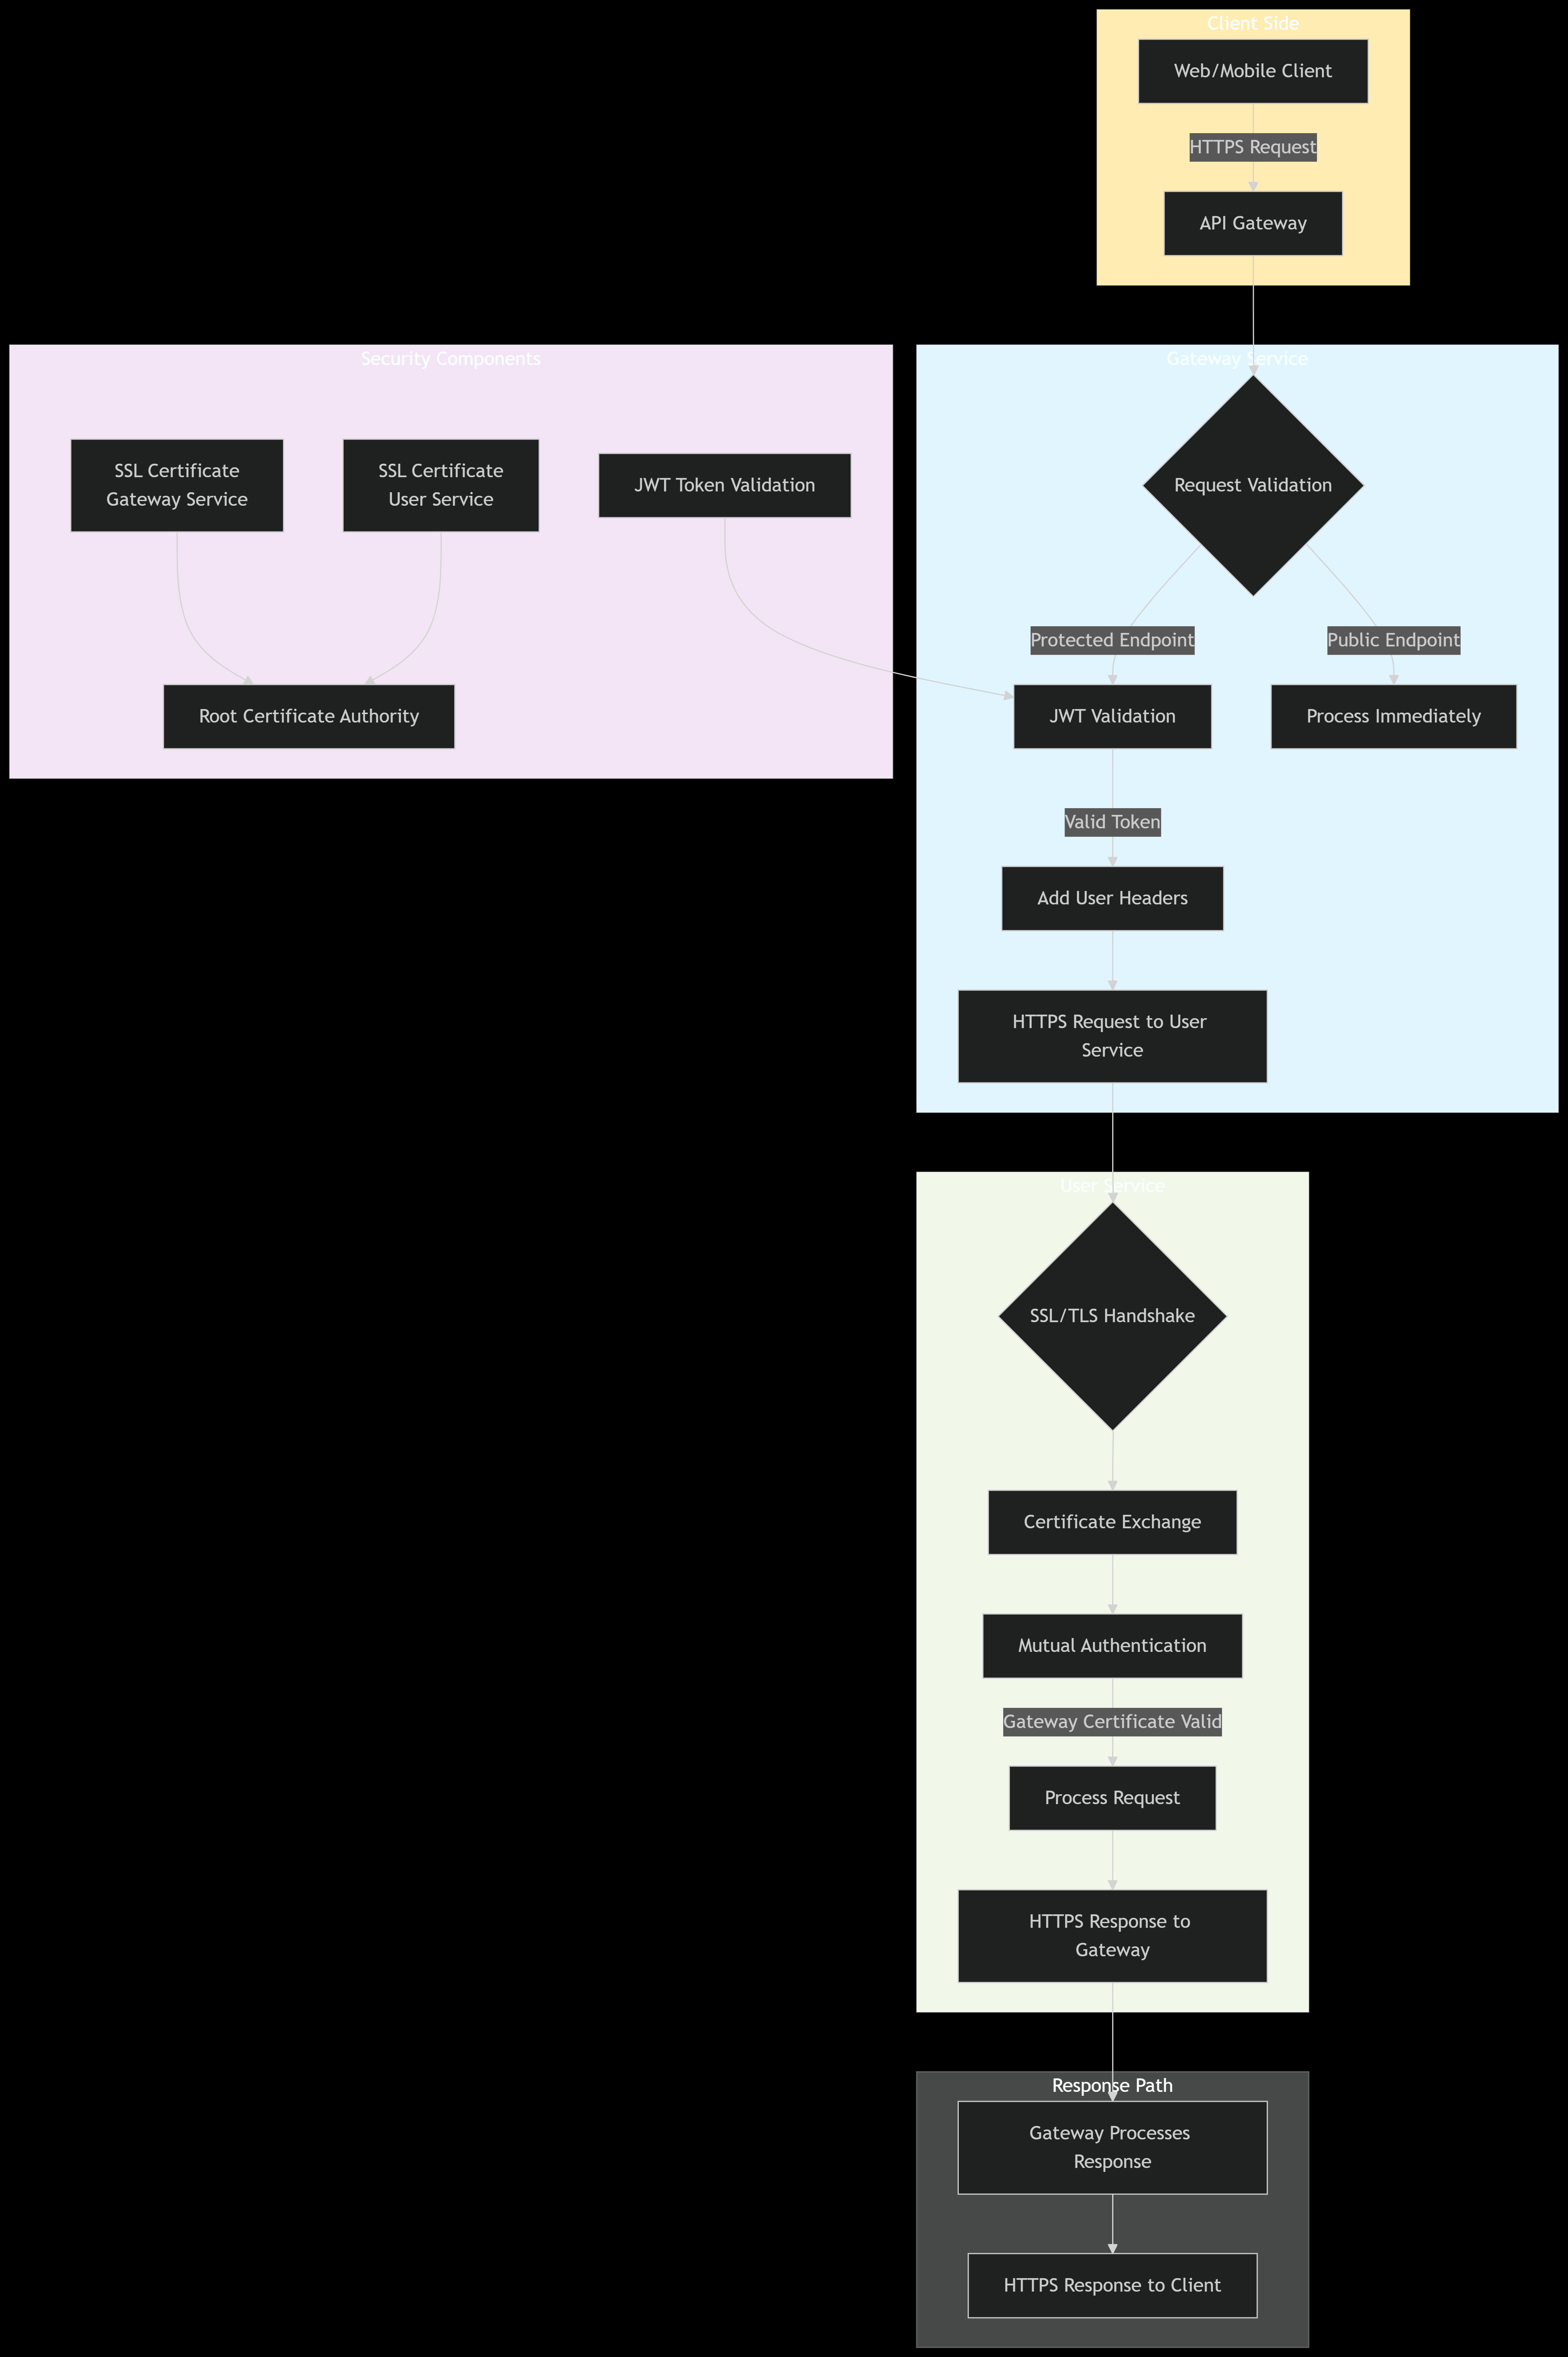 Client Side
Web/Mobile Client
HTTPS Request
API Gateway
Security Components
SSL Certificate
Gateway Service
SSL Certificate
User Service
JWT Token Validation
Root Certificate Authority
Gateway Service
Request Validation
Protected Endpoint
Public Endpoint
JWT Validation
Process Immediately
Valid Token
Add User Headers
HTTPS Request to User
Service
User Service
SSL/TLS Handshake
Certificate Exchange
Mutual Authentication
Gateway Certificate Valid
Process Request
HTTPS Response to
Gateway
Response Path
Gateway Processes
Response
HTTPS Response to Client